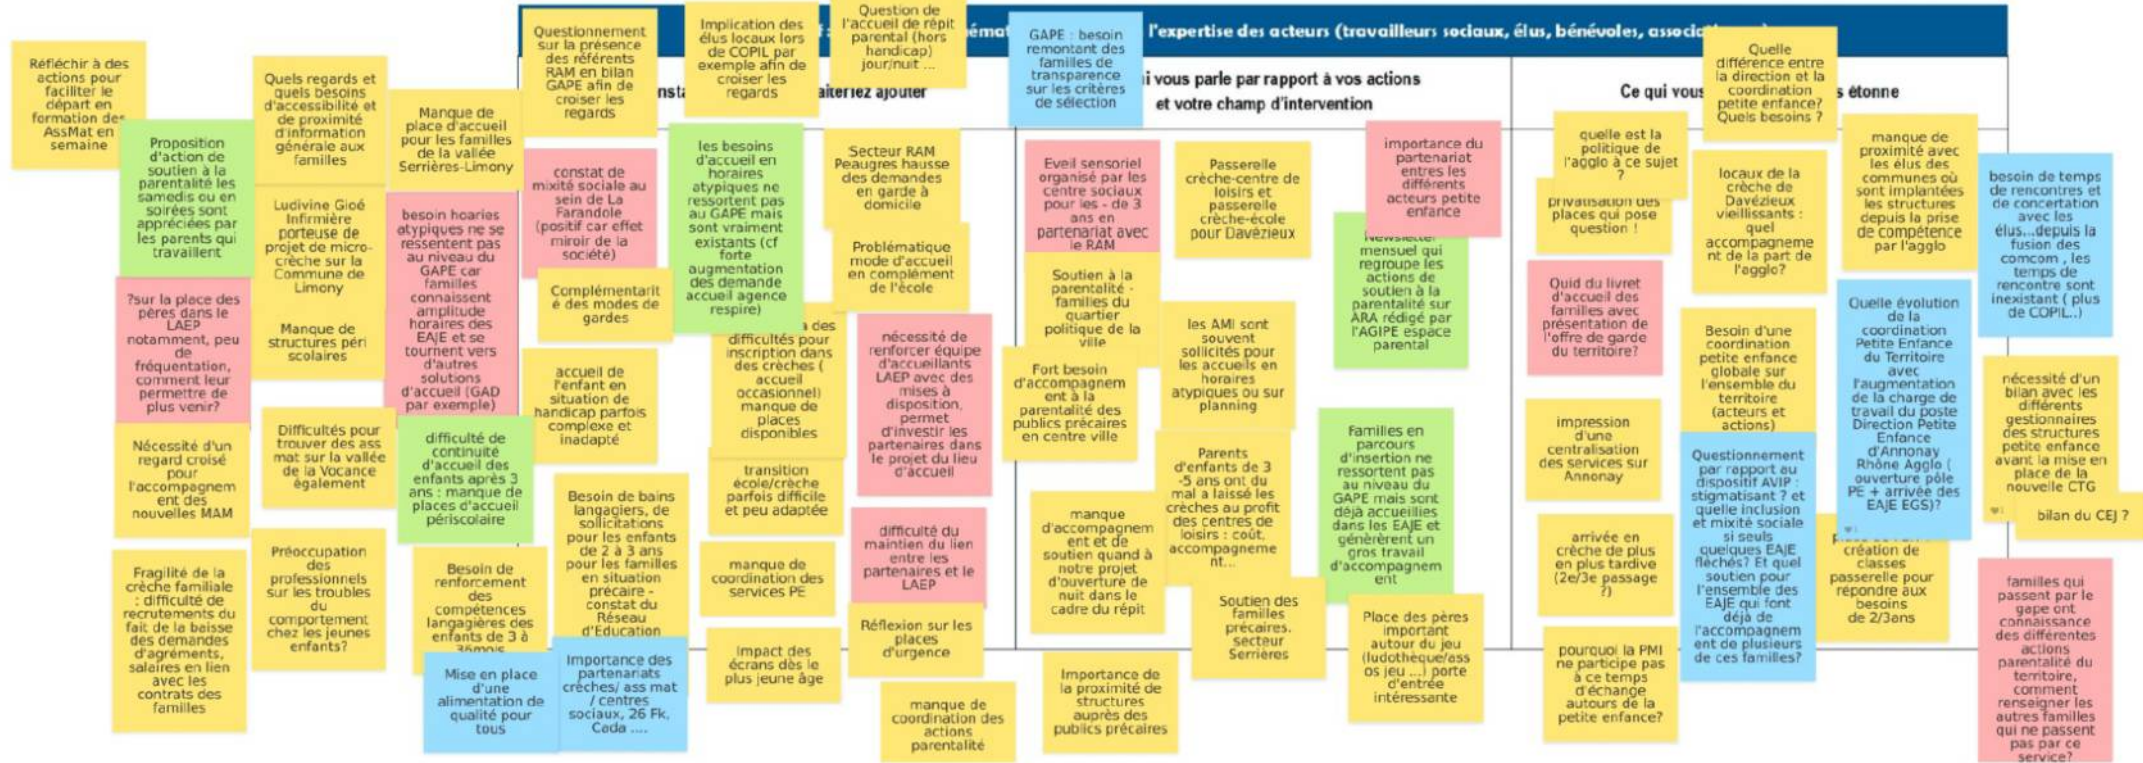 Réfléchir à des
actions pour
faciliter le
départ en
formation des
AssMat en
semaine
Proposition
d'action de
soutien à la
parentalité les
samedis ou en
soirées sont
appréciées par
les parents qui
travaillent
?sur la place des
pères dans le
LAEP
notamment, peu
de
fréquentation,
comment leur
permettre de
plus venir?
Nécessité d'un
regard croisé
pour
l'accompagnem
ent des
nouvelles MAM
Fragilité de la
crèche familiale
: difficulté de
recrutements du
fait de la baisse
des demandes
d'agréments,
salaires en lien
avec les
contrats des
familles
Quels regards et
quels besoins
d'accessibilité et
de proximité
d'information
générale aux
familles
Ludivine Gioé
Infirmière
porteuse de
projet de micro-
crèche sur la
Commune de
Limony
Manque de
structures péri
scolaires
Difficultés pour
trouver des ass
mat sur la vallée
de la Vocance
également
Préoccupation
des
professionnels
sur les troubles
du
comportement
chez les jeunes
enfants?
Manque de
place d'accueil
pour les familles
de la vallée
Serrières-Limony
besoin hoaries
atypiques ne se
ressentent pas
au niveau du
GAPE car
familles
connaissent
amplitude
horaires des
EAJE et se
tournent vers
d'autres
solutions
d'accueil (GAD
par exemple)
difficulté de
continuité
d'accueil des
enfants après 3
ans : manque de
places d'accueil
périscolaire
Besoin de
renforcement
des
compétences
langagières des
enfants de 3 à
36mois
Mise en place
d'une
alimentation de
qualité pour
tous
Questionnement
sur la présence
des référents
RAM en bilan
GAPE afin de
croiser les
regards
constat de
mixité sociale au
sein de La
Farandole
(positif car effet
miroir de la
société)
Complémentarit
é des modes de
gardes
accueil de
l'enfant en
situation de
handicap parfois
complexe et
inadapté
Besoin de bains
langagiers, de
sollicitations
pour les enfants
de 2 à 3 ans
pour les familles
en situation
précaire -
constat du
Réseau
d'Education
Importance des
partenariats
crèches/ ass mat
/ centres
sociaux, 26 Fk,
Cada ....
Implication des
élus locaux lors
de COPIL par
exemple afin de
croiser les
regards
les besoins
d'accueil en
horaires
atypiques ne
ressortent pas
au GAPE mais
sont vraiment
existants (cf
forte
augmentation
des demande
accueil agence
respire)
a des
difficultés pour
inscription dans
des crèches (
accueil
occasionnel)
manque de
places
disponibles
transition
école/crèche
parfois difficile
et peu adaptée
manque de
coordination des
services PE
Impact des
écrans dès le
plus jeune âge
Question de
l'accueil de répit
parental (hors
handicap)
jour/nuit ...
aiteriez ajouter
Secteur RAM
Peaugres hausse
des demandes
en garde à
domicile
Problématique
mode d'accueil
en complément
de l'école
nécessité de
renforcer équipe
d'accueillants
LAEP avec des
mises à
disposition,
permet
d'investir les
partenaires dans
le projet du lieu
d'accueil
difficulté du
maintien du lien
entre les
partenaires et le
LAEP
Réflexion sur les
places
d'urgence
manque de
coordination des
actions
parentalité
GAPE : besoin
remontant des
familles de
transparence
sur les critères
de sélection
l'expertise des acteurs (travailleurs sociaux, élus, bénévoles,
i vous parle par rapport à vos actions
et votre champ d'intervention
Eveil sensoriel
organisé par les
centre sociaux
pour les - de 3
ans en
partenariat avec
le RAM
Soutien à la
parentalité -
familles du
quartier
politique de la
ville
Fort besoin
d'accompagnem
ent à la
parentalité des
publics précaires
en centre ville
manque
d'accompagnem
ent et de
soutien quand à
notre projet
d'ouverture de
nuit dans le
cadre du répit
Importance de
la proximité de
structures
auprès des
publics précaires
Passerelle
crèche-centre de
loisirs et
passerelle
crèche-école
pour Davézieux
les AMI sont
souvent
sollicités pour
les accueils en
horaires
atypiques ou sur
planning
Parents
d'enfants de 3
-5 ans ont du
mal a laissé les
crèches au profit
des centres de
loisirs : coût,
accompagneme
nt...
Soutien des
familles
précaires,
secteur
Serrières
importance du
partenariat
entres les
différents
acteurs petite
enfance
Newsletter
mensuel qui
regroupe les
actions de
soutien à la
parentalité sur
ARA rédigé par
l'AGIPE espace
parental
Familles en
parcours
d'insertion ne
ressortent pas
au niveau du
GAPE mais sont
déjà accueillies
dans les EAJE et
génèrèrent un
gros travail
d'accompagnem
ent
Place des pères
important
autour du jeu
(ludothèque/ass
os jeu ...) porte
d'entrée
intéressante
Ce qui vous
s étonne
Quelle
différence entre
la direction et la
coordination
petite enfance?
Quels besoins ?
quelle est la
politique de
l'agglo à ce sujet
?
privatisation des
places qui pose
question !
Quid du livret
d'accueil des
familles avec
présentation de
l'offre de garde
du territoire?
impression
d'une
centralisation
des services sur
Annonay
arrivée en
crèche de plus
en plus tardive
(2e/3e passage
?)
pourquoi la PMI
ne participe pas
à ce temps
d'échange
autours de la
petite enfance?
locaux de la
crèche de
Davézieux
vieillissants :
quel
accompagneme
nt de la part de
l'agglo?
Besoin d'une
coordination
petite enfance
globale sur
l'ensemble du
territoire
(acteurs et
actions)
Questionnement
par rapport au
dispositif AVIP :
stigmatisant ? et
quelle inclusion
et mixité sociale
si seuls
quelques EAJE
fléchés? Et quel
soutien pour
l'ensemble des
EAJE qui font
déjà de
l'accompagnem
ent de plusieurs
de ces familles?
manque de
proximité avec
les élus des
communes où
sont implantées
les structures
depuis la prise
de compétence
par l'agglo
Quelle évolution
de la
coordination
Petite Enfance
du Territoire
avec
l'augmentation
de la charge de
travail du poste
Direction Petite
Enfance
d'Annonay
Rhône Agglo (
ouverture pôle
PE + arrivée des
EAJE EGS)?
création de
classes
passerelle pour
répondre aux
besoins
de 2/3ans
besoin de temps
de rencontres et
de concertation
avec les
élus...depuis la
fusion des
comcom , les
temps de
rencontre sont
inexistant ( plus
de COPIL..)
nécessité d'un
bilan avec les
différents
gestionnaires
des structures
petite enfance
avant la mise en
place de la
nouvelle CTG
bilan du CEJ ?
familles qui
passent par le
gape ont
connaissance
des différentes
actions
parentalité du
territoire,
comment
renseigner les
autres familles
qui ne passent
pas par ce
service?